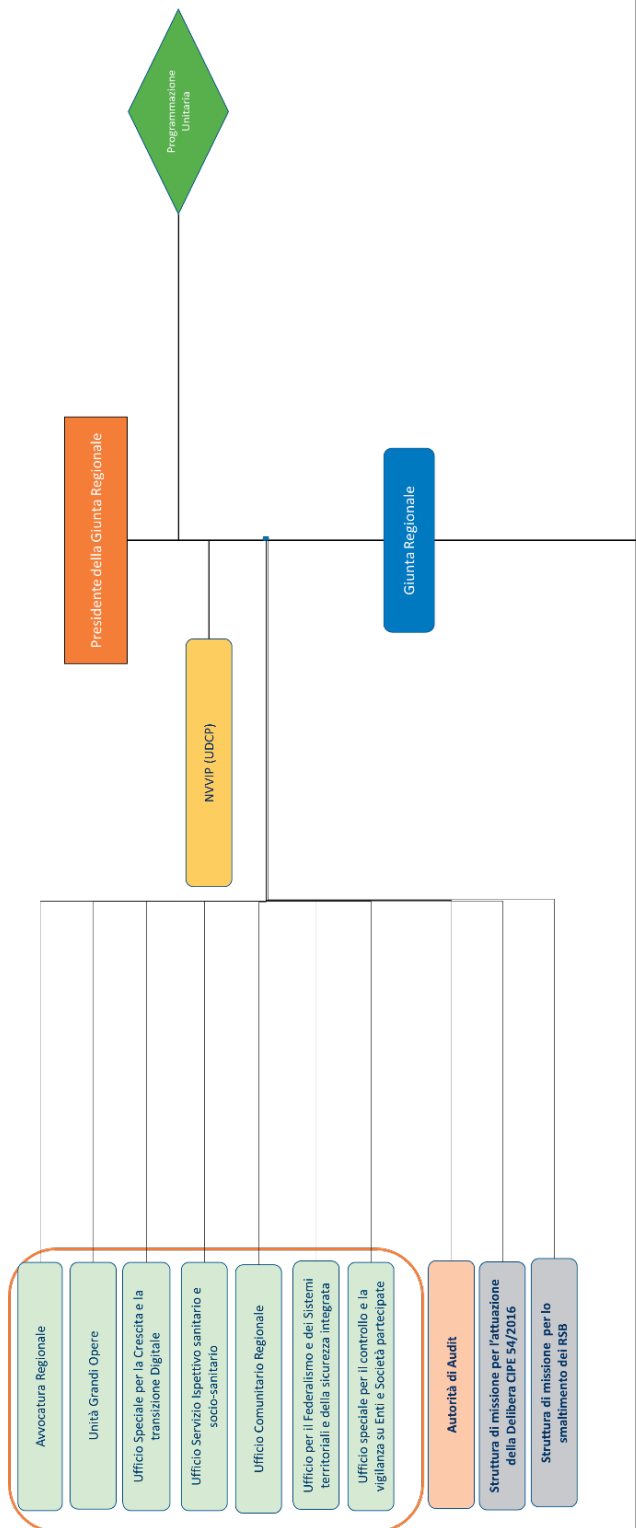 Programmazione
Unitaria
Presidente della Giunta Regionale
Giunta Regionale
NVVIP (UDCP)
Avvocatura Regionale
Unità Grandi Opere
Ufficio Speciale per la Crescita e la
transizione Digitale
Ufficio Servizio Ispettivo sanitario e
socio-sanitario
Ufficio Comunitario Regionale
Ufficio per il Federalismo e dei Sistemi
territoriali e della sicurezza integrata
Ufficio speciale per il controllo e la
vigilanza su Enti e Società partecipate
Autorità di Audit
Struttura di missione per l'attuazione
della Delibera CIPE 54/2016
Struttura di missione per lo
smaltimento dei RSB